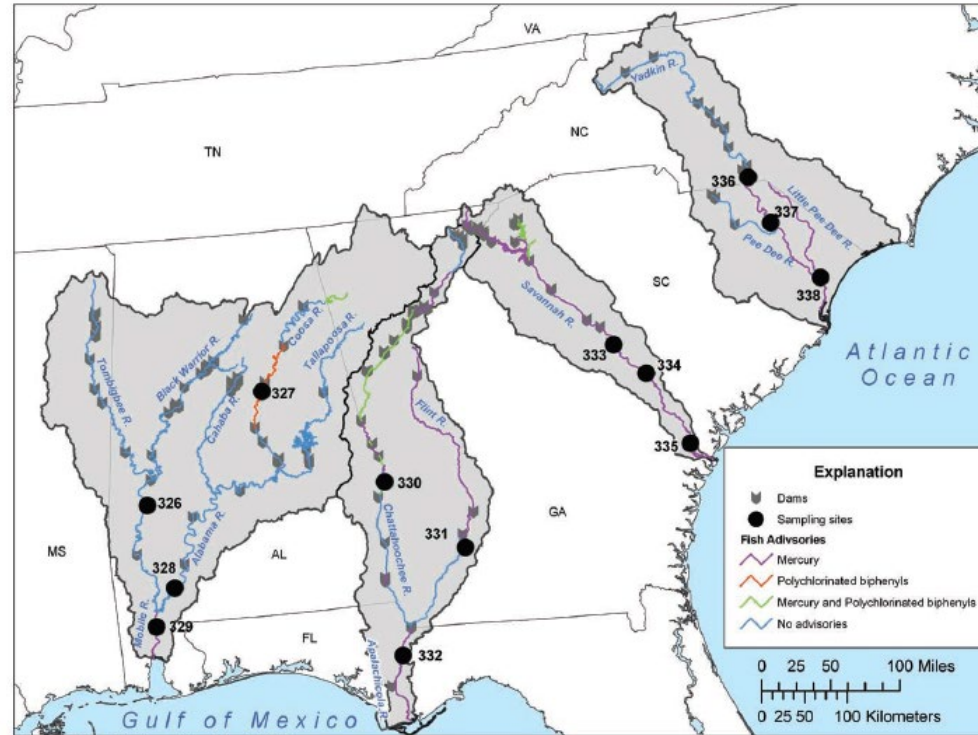 VA
Yadkin R.
TN
NC
336
337
Little Pee Dee R.
Pee Dee R.
338
SC
Savannah R.
333
334
335
Atlantic
Ocean
Tombigbee R.
Black Warrior R.
Cahaba R.
Coosa R.
Tallapoosa R.
327
Flint R.
326
330
Chattahoochee R.
331
GA
MS
Alabama R.
AL
328
Mobile R.
329
FL
Apalachicola R.
332
Gulf of Mexico
Explanation
Dams
Sampling sites
Fish Advisories
Mercury
Polychlorinated biphenyls
Mercury and Polychlorinated biphenyls
No advisories
0 25 50 100 Miles
0 25 50 100 Kilometers